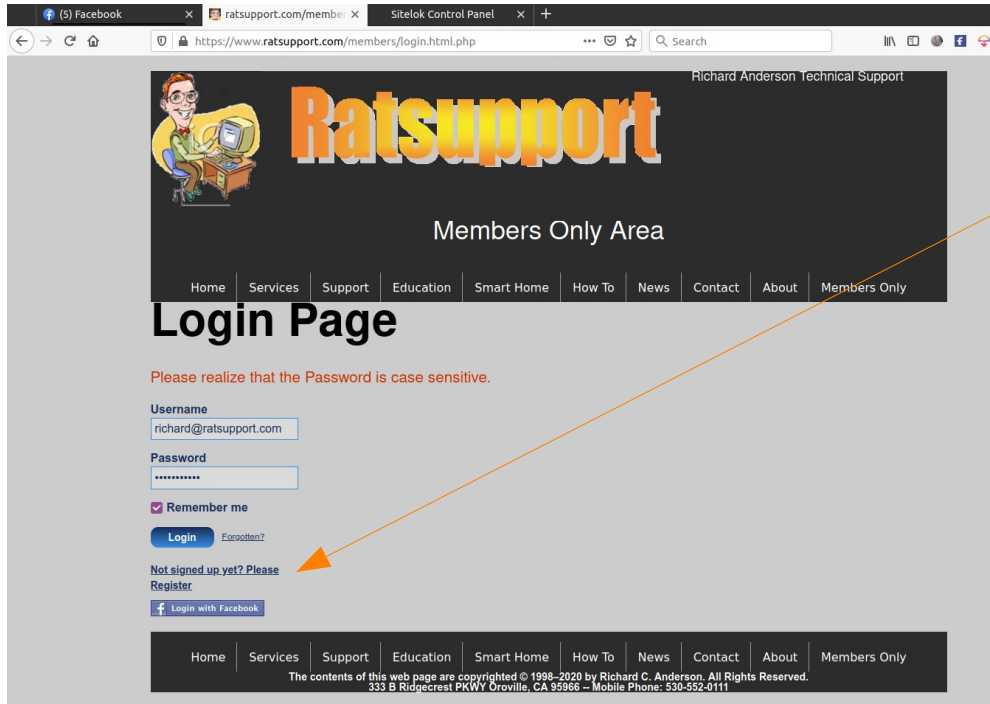 (5) Facebook
ratsupport.com/membe
Sitelok Control Panel
https://www.ratsupport.com/members/login.html.php
Search
Richard Anderson Technical Support
Ratsupport
Members Only Area
Home Services Support Education Smart Home How To News Contact About Members Only
Login Page
Please realize that the Password is case sensitive.
Username
richard@ratsupport.com
Password
•••••••••••
Remember me
Login Forgotten?
Not signed up yet? Please
Register
f Login with Facebook
Home Services Support Education Smart Home How To News Contact About Members Only
The contents of this web page are copyrighted © 1998–2020 by Richard C. Anderson. All Rights Reserved.
333 B Ridgecrest PKWY Oroville, CA 95966 -- Mobile Phone: 530-552-0111